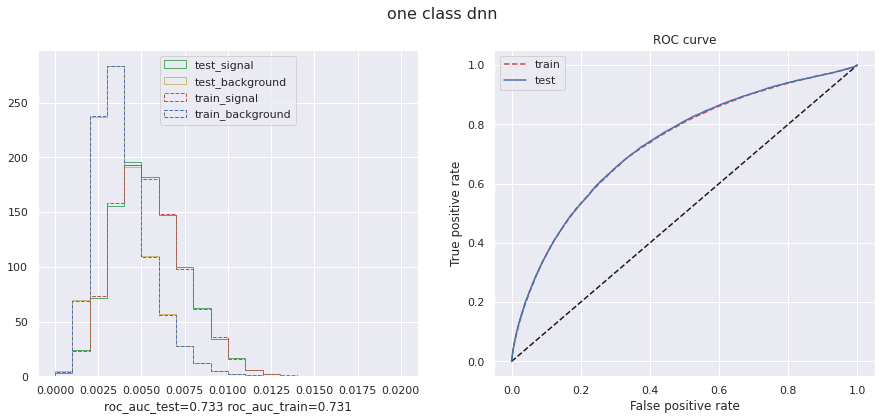 one class dnn
test_signal
test_background
train_signal
train_background
250
200
150
100
50
0
0.0000 0.0025 0.0050 0.0075 0.0100 0.0125 0.0150 0.0175 0.0200
roc_auc_test=0.733 roc_auc_train=0.731
ROC curve
train
test
True positive rate
1.0
0.8
0.6
0.4
0.2
0.0
0.0 0.2 0.4 0.6 0.8 1.0
False positive rate